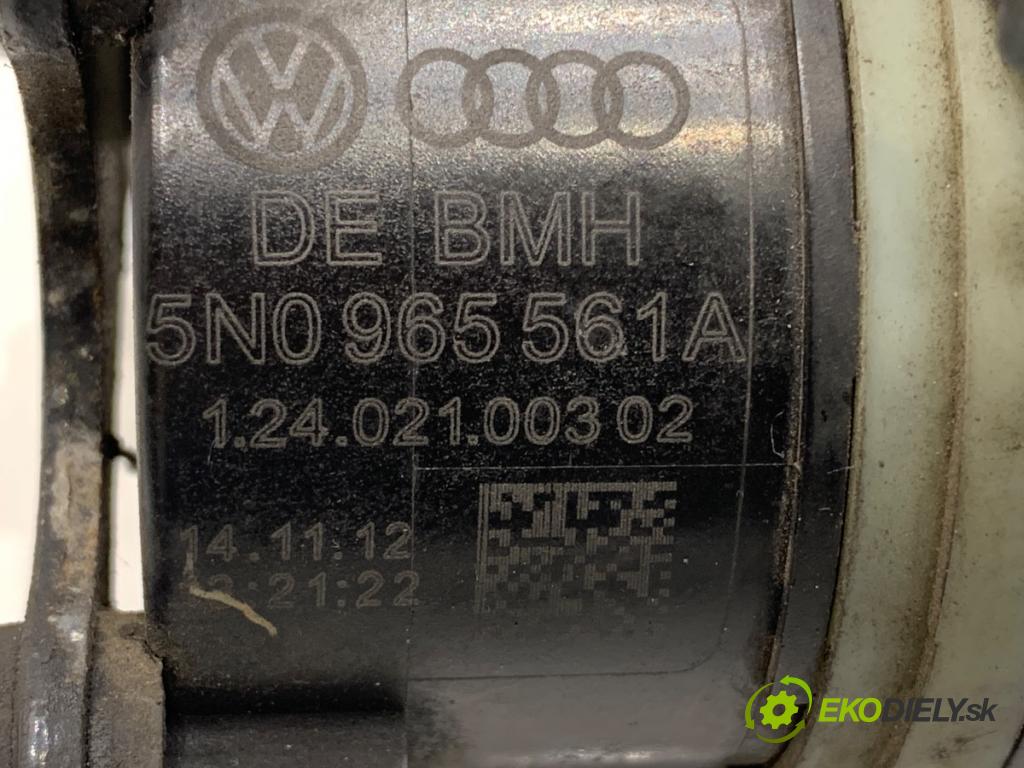 DE BMH
5N0 965 561A
1.24.021.003 02
14.11.12
:21:22
EKODIELY.sk